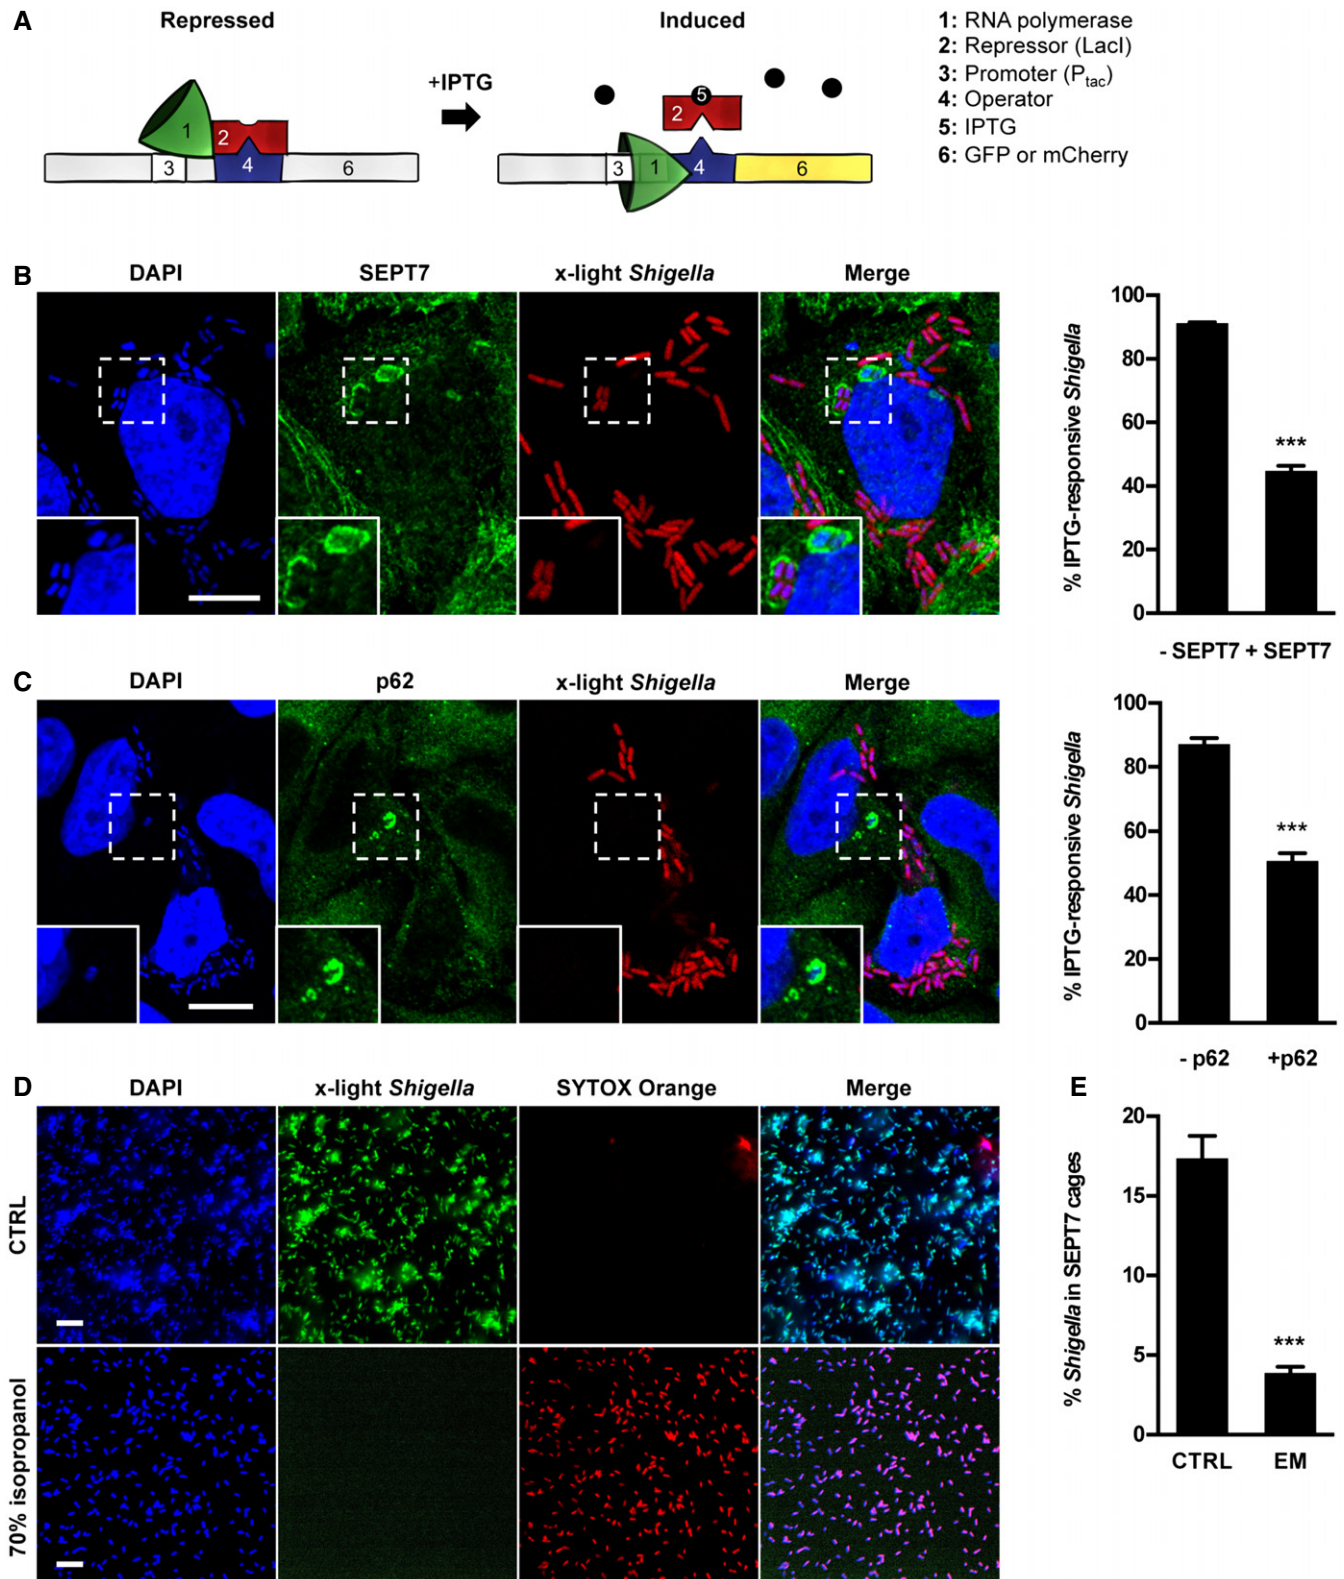 A
Repressed
Induced
+IPTG
1
2
3
4
6
5
2
3
1
4
6
1: RNA polymerase
2: Repressor (LacI)
3: Promoter (Ptac)
4: Operator
5: IPTG
6: GFP or mCherry
B
DAPI
SEPT7
x-light Shigella
Merge
% IPTG-responsive Shigella
100
80
60
40
20
0
***
- SEPT7 + SEPT7
C
DAPI
p62
x-light Shigella
Merge
% IPTG-responsive Shigella
100
80
60
40
20
0
***
- p62 +p62
D
DAPI
x-light Shigella
SYTOX Orange
Merge
CTRL
70% isopropanol
E
% Shigella in SEPT7 cages
20
15
10
5
0
***
CTRL EM